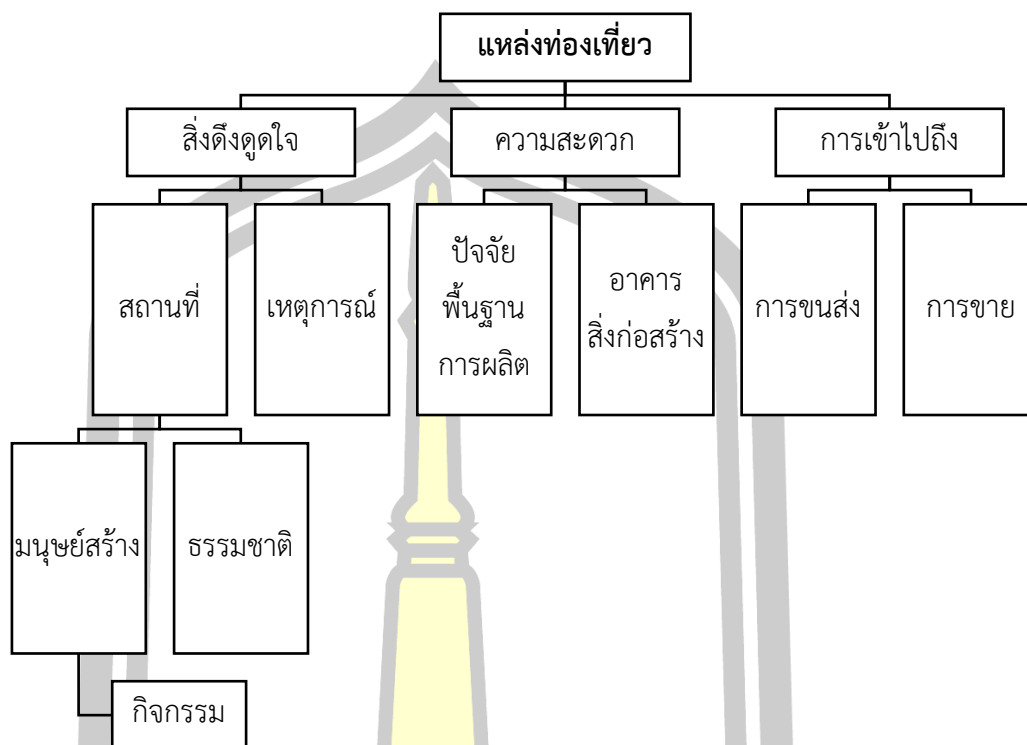 แหล่งท่องเที่ยว
สิ่งดึงดูดใจ
ความสะดวก
การเข้าไปถึง
สถานที่
เหตุการณ์
ปัจจัย
พื้นฐาน
การผลิต
อาคาร
สิ่งก่อสร้าง
การขนส่ง
การขาย
มนุษย์สร้าง
ธรรมชาติ
กิจกรรม